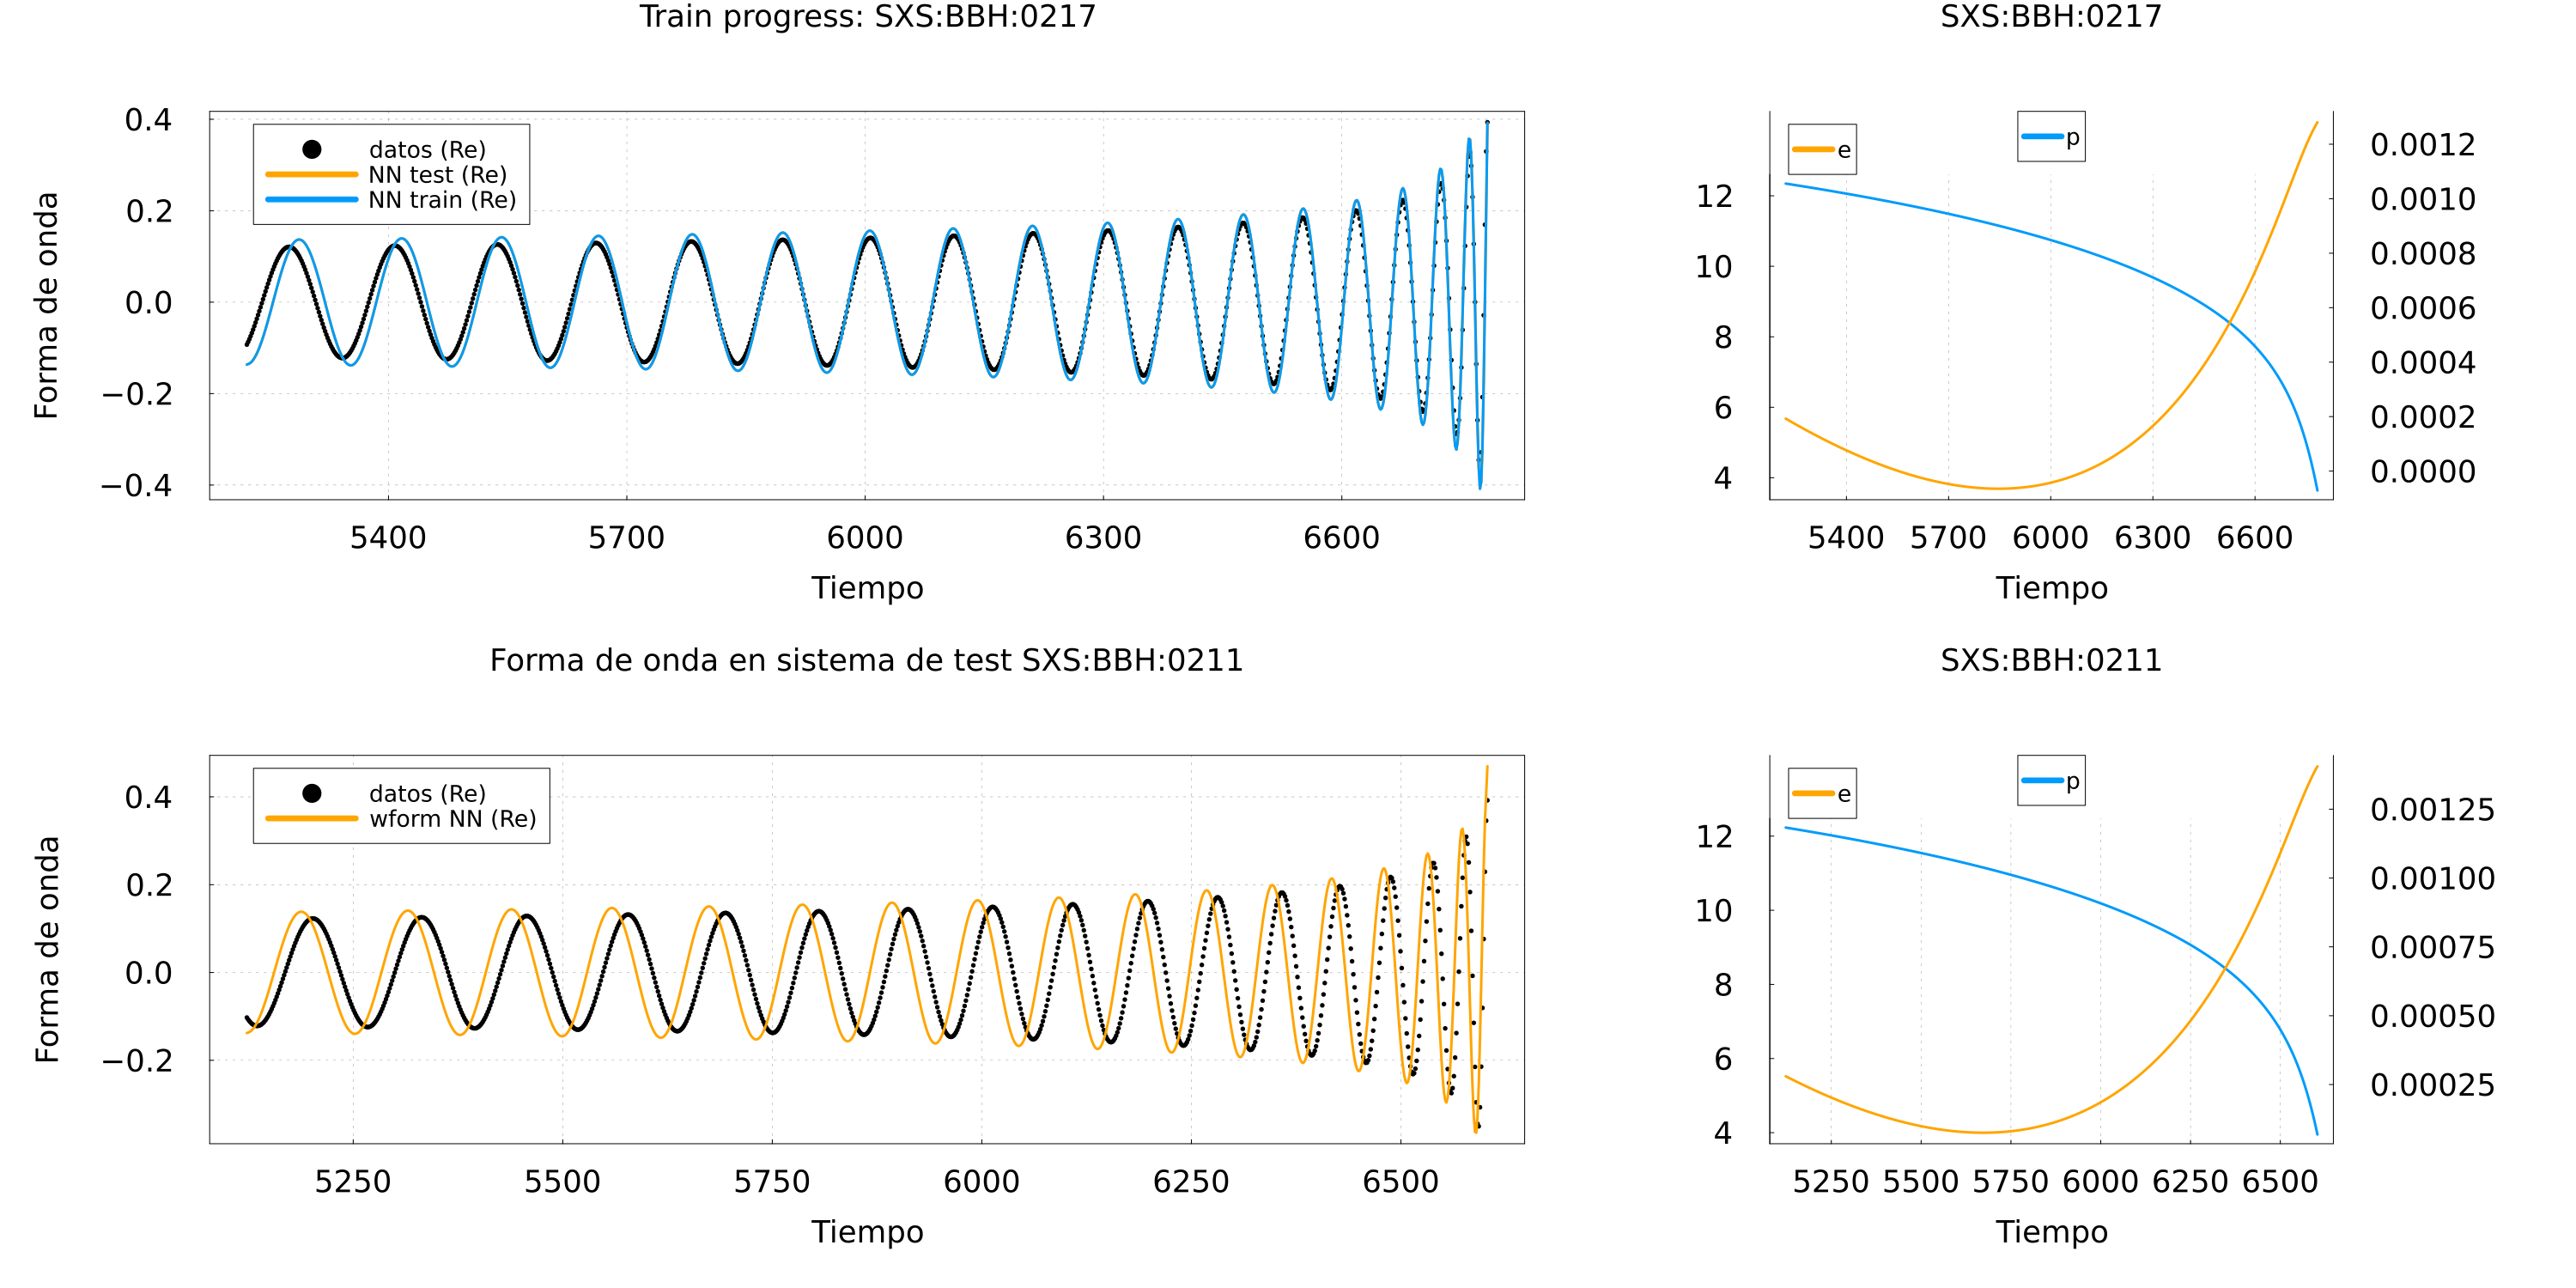 Train progress: SXS:BBH:0217
SXS:BBH:0217
Forma de onda
0.4
0.2
0.0
−0.2
−0.4
datos (Re)
NN test (Re)
NN train (Re)
5400 5700 6000 6300 6600
Tiempo
12
10
8
6
4
e
p
0.0012
0.0010
0.0008
0.0006
0.0004
0.0002
0.0000
5400 5700 6000 6300 6600
Tiempo
Forma de onda en sistema de test SXS:BBH:0211
SXS:BBH:0211
Forma de onda
0.4
0.2
0.0
−0.2
datos (Re)
wform NN (Re)
5250 5500 5750 6000 6250 6500
Tiempo
12
10
8
6
4
e
p
0.00125
0.00100
0.00075
0.00050
0.00025
5250 5500 5750 6000 6250 6500
Tiempo